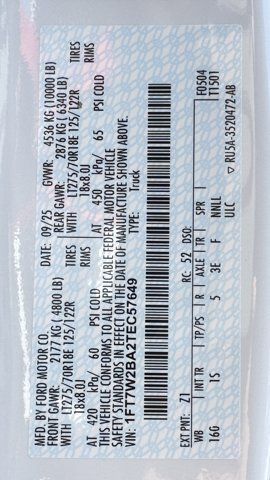 MFD. BY FORD MOTOR CO.
DATE: 09/25 GVWR: 4536 KG (10000 LB)
FRONT GAWR: 2177 KG (4800 LB) REAR GAWR: 2876 KG (6340 LB)
WITH LT275/70R18E 125/122R TIRES WITH LT275/70R18E 125/122R TIRES
18x8.0J RIMS 18x8.0J RIMS
AT 420 kPa/ 60 PSI COLD AT 450 kPa/ 65 PSI COLD
THIS VEHICLE CONFORMS TO ALL APPLICABLE FEDERAL MOTOR VEHICLE
SAFETY STANDARDS IN EFFECT ON THE DATE OF MANUFACTURE SHOWN ABOVE.
VIN: 1FT7W2BA2TEC57649 TYPE: Truck
EXT PNT: Z1 RC: 52 DSO: F0504
WB INT TR TP/PS R AXLE TR SPR T1501
160 1S 5 3E F NNLL
ULC ▽ RU5A-3520472-AB